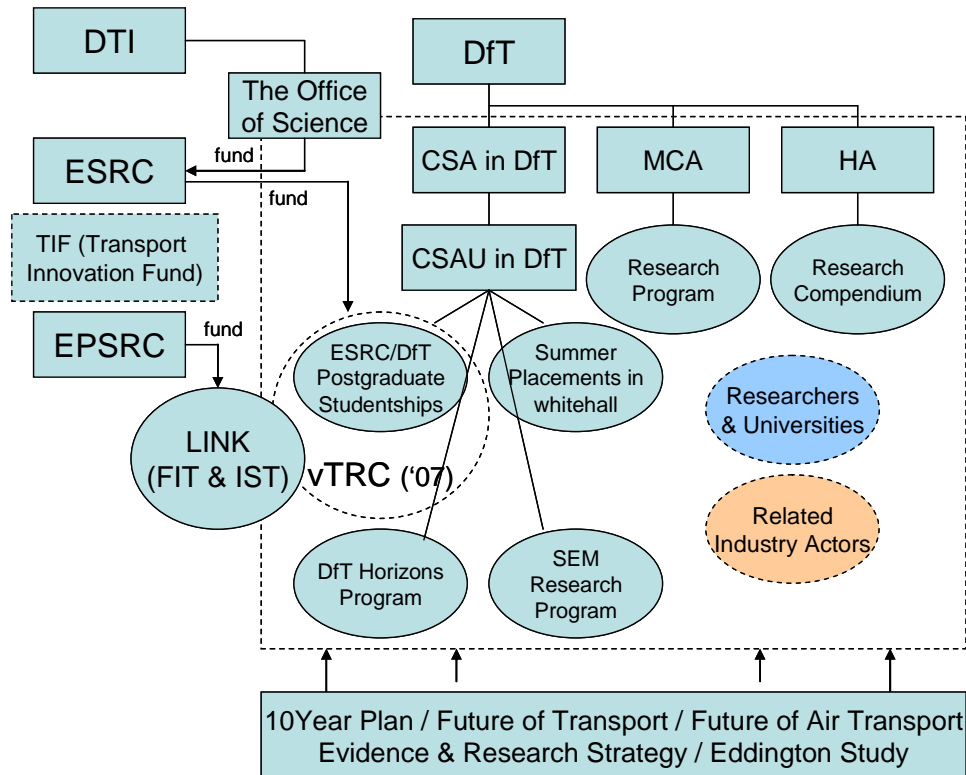 DTI
DfT
The Office
of Science
fund
ESRC
fund
CSA in DfT
MCA
HA
TIF (Transport
Innovation Fund)
CSAU in DfT
Research
Program
Research
Compendium
EPSRC
fund
ESRC/DfT
Postgraduate
Studentships
Summer
Placements in
whitehall
Researchers
& Universities
LINK
(FIT & IST)
vTRC (‘07)
Related
Industry Actors
DfT Horizons
Program
SEM
Research
Program
10Year Plan / Future of Transport / Future of Air Transport
Evidence & Research Strategy / Eddington Study